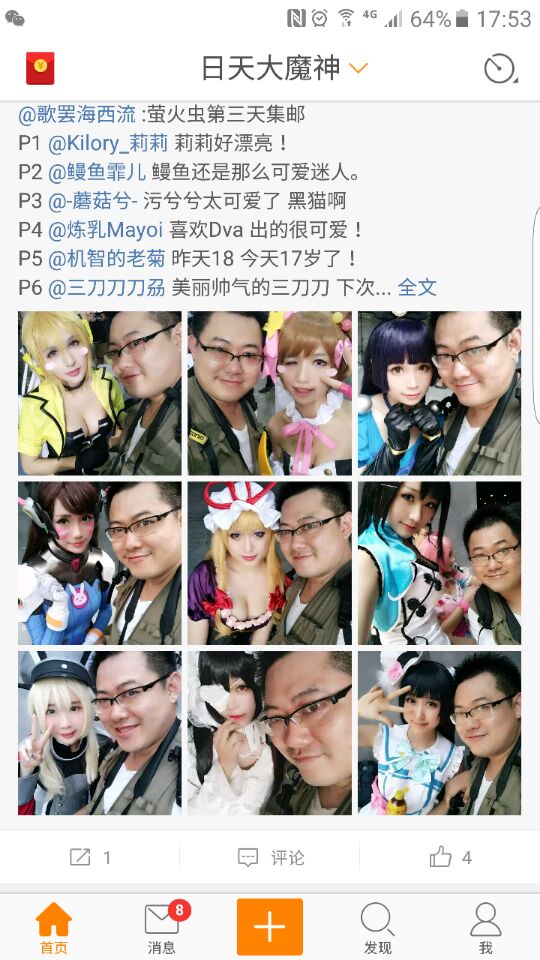 4G 64% 17:53
日天大魔神
@歌罢海西流 :萤火虫第三天集邮
P1 @Kilory_莉莉 莉莉好漂亮！
P2 @鳗鱼霏儿 鳗鱼还是那么可爱迷人。
P3 @-蘑菇兮- 污兮兮太可爱了 黑猫啊
P4 @炼乳Mayoi 喜欢Dva 出的很可爱！
P5 @机智的老菊 昨天18 今天17岁了！
P6 @三刀刀刀刕 美丽帅气的三刀刀 下次... 全文
1 评论 4
8
首页 消息 发现 我